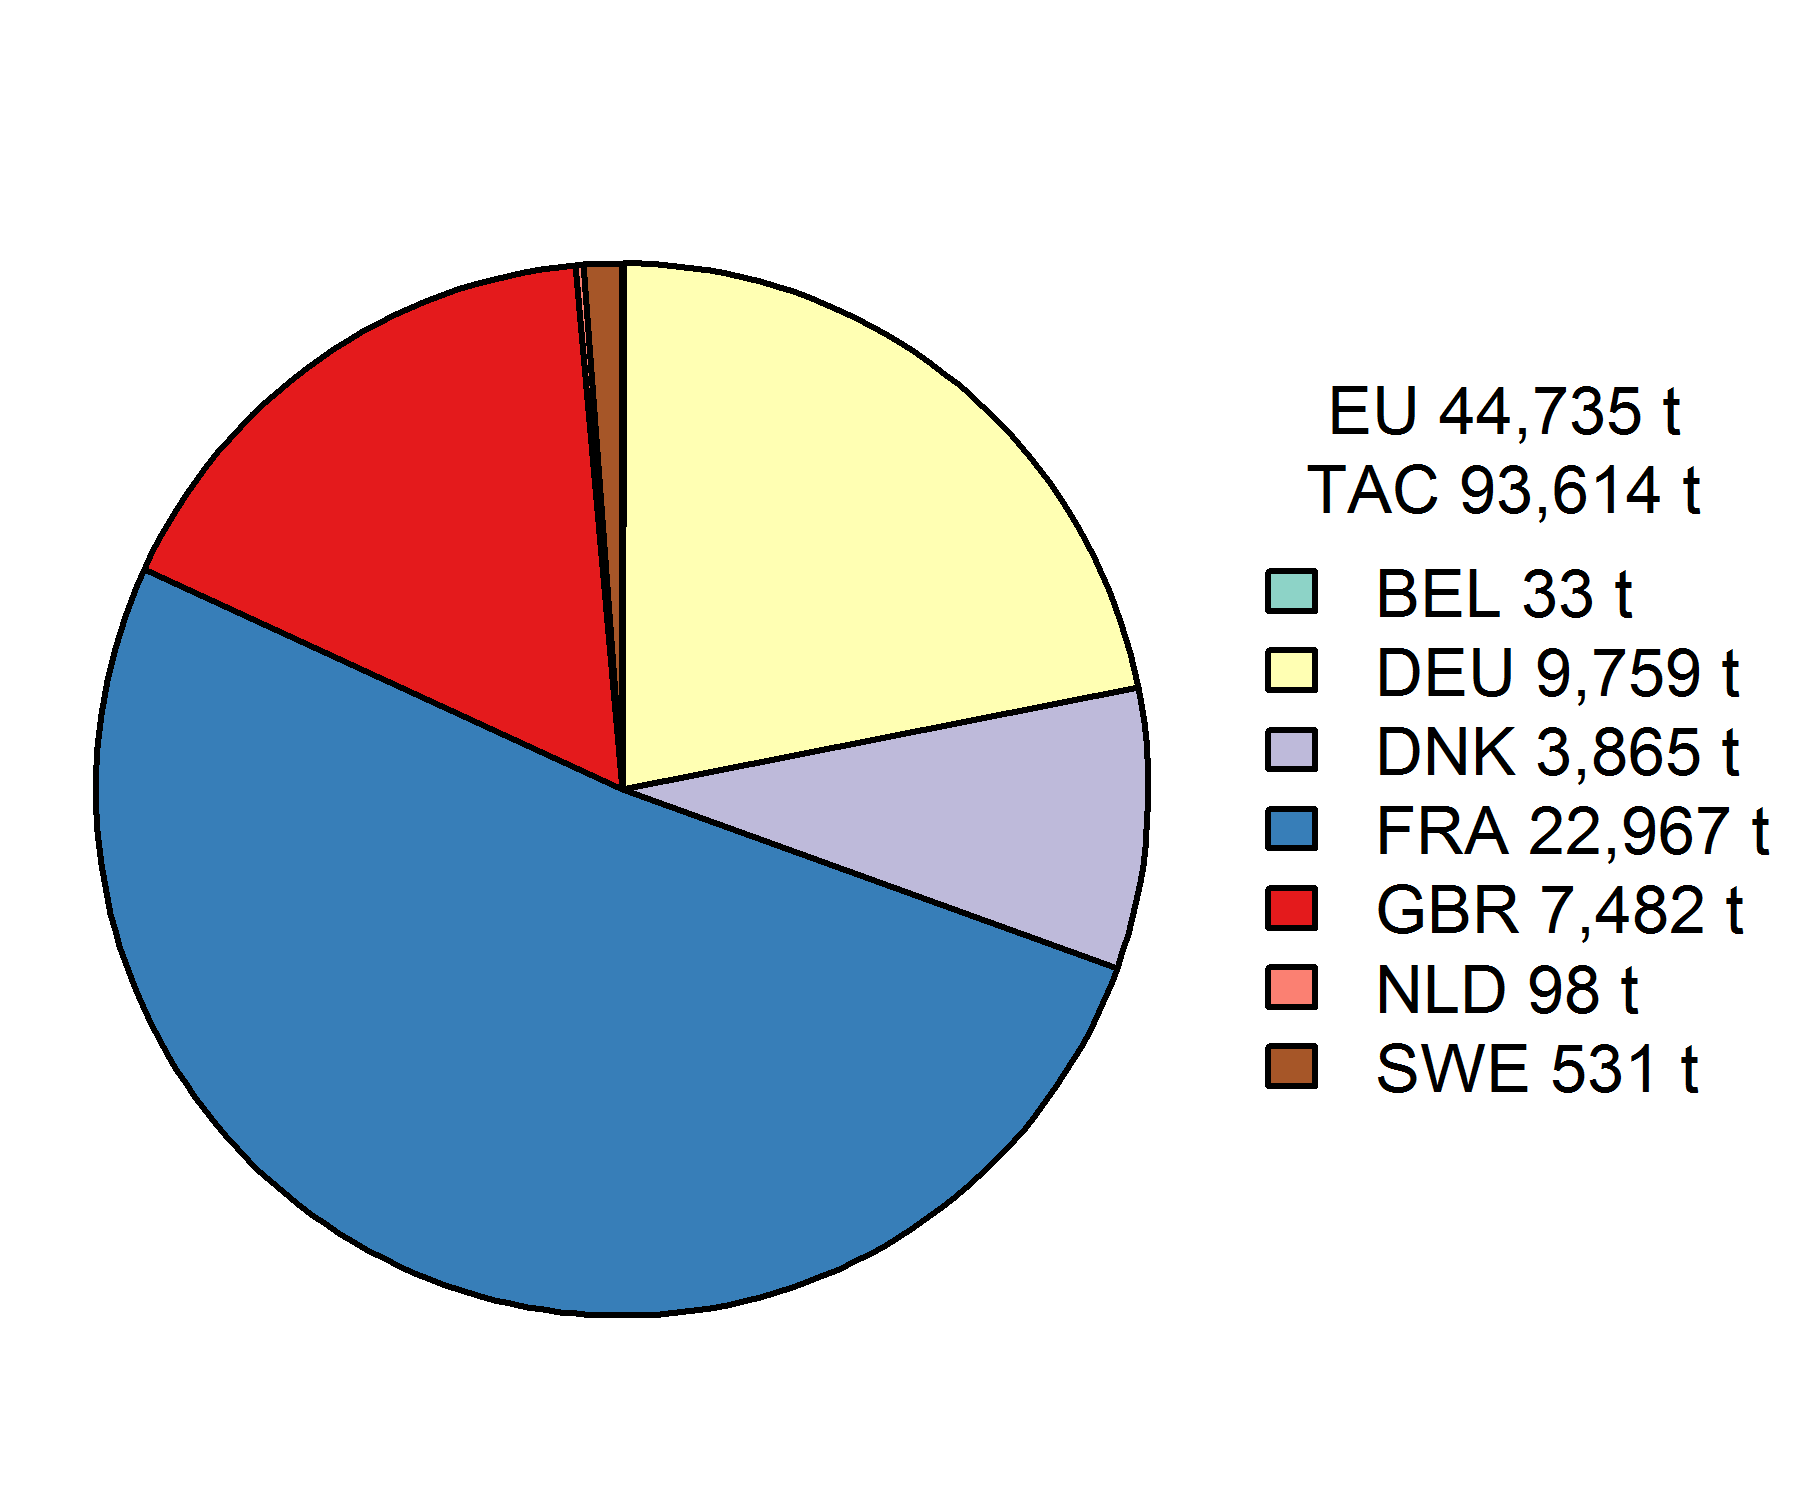 EU 44,735 t
TAC 93,614 t
BEL 33 t
DEU 9,759 t
DNK 3,865 t
FRA 22,967 t
GBR 7,482 t
NLD 98 t
SWE 531 t